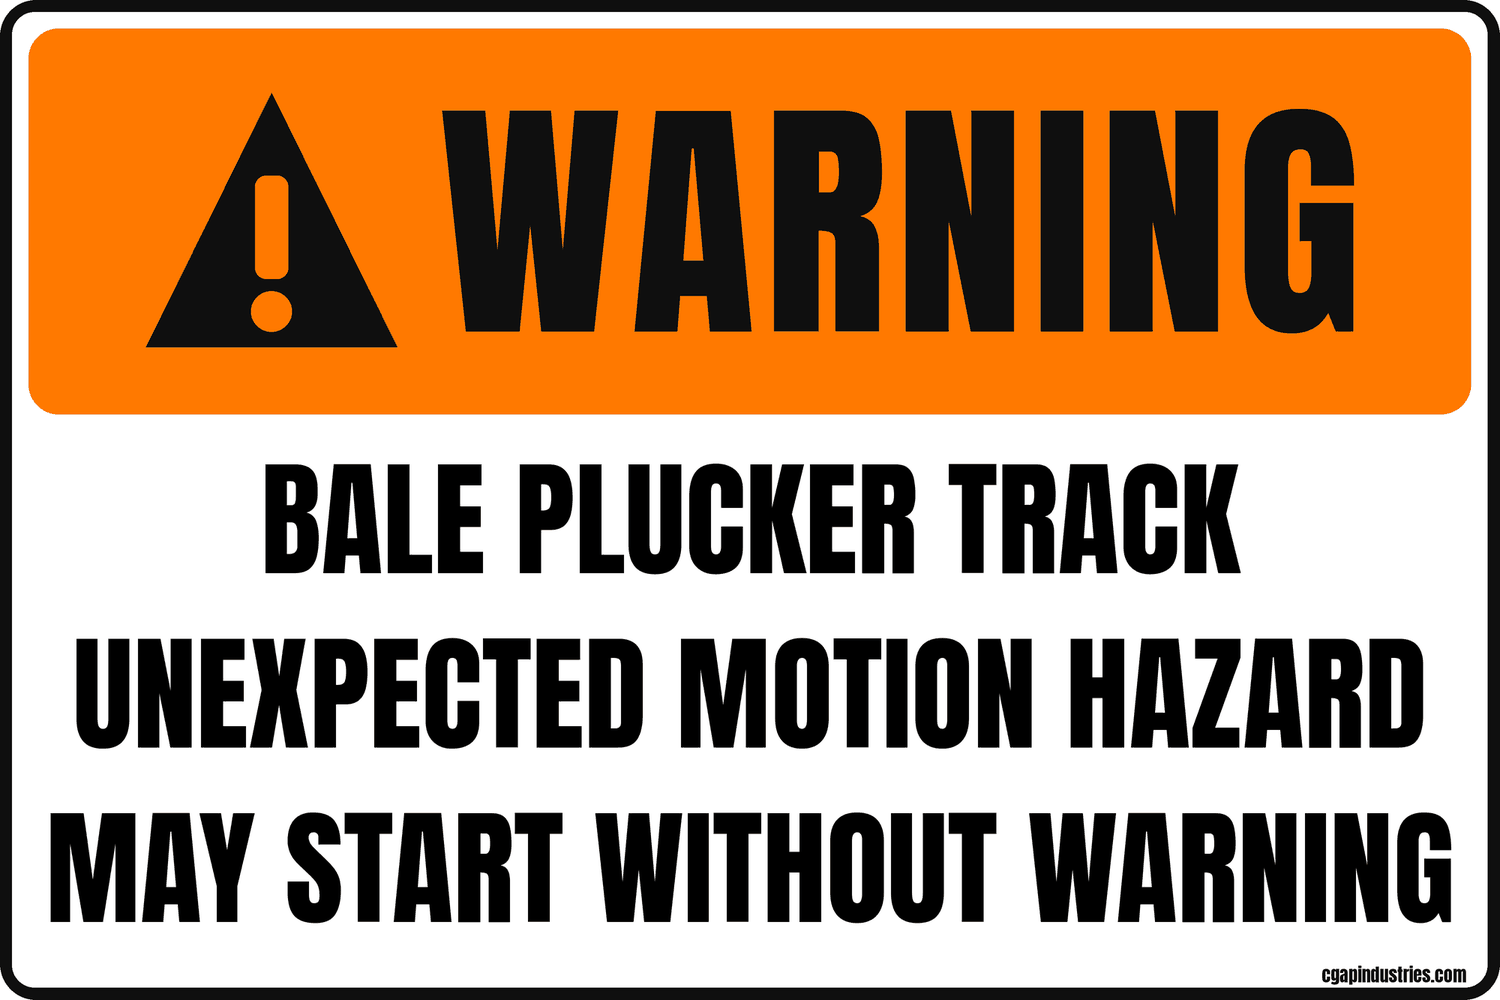 WARNING
BALE PLUCKER TRACK
UNEXPECTED MOTION HAZARD
MAY START WITHOUT WARNING
cgapindustries.com